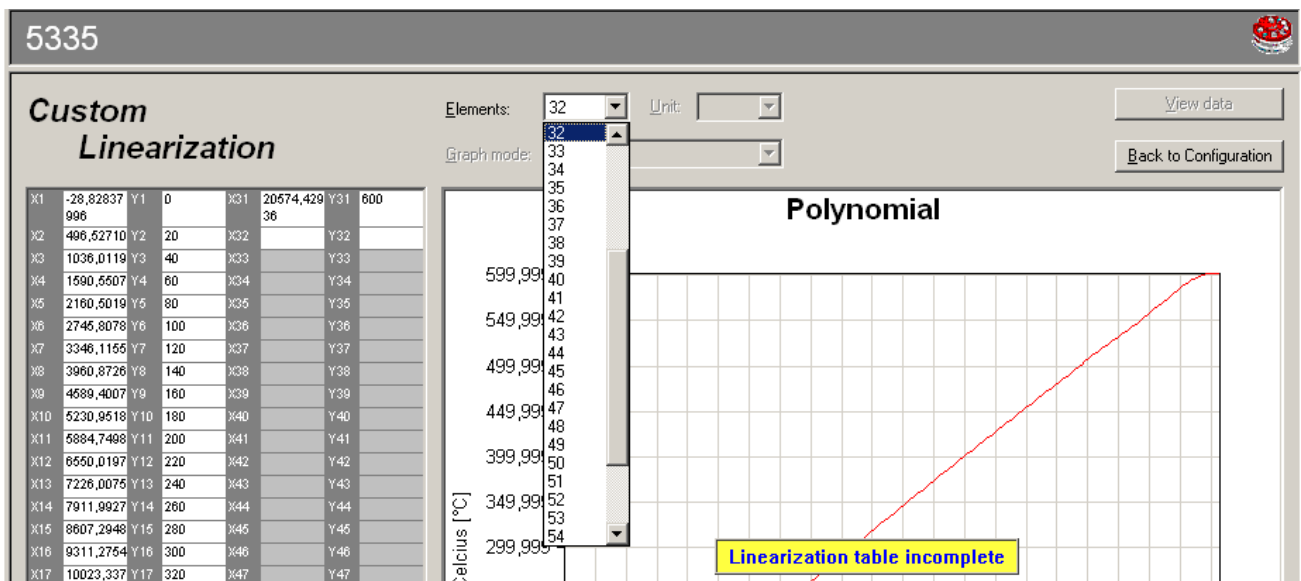 5335
Custom
Linearization
Elements: 32 Unit:
Graph mode:
View data
Back to Configuration
32
33
34
35
36
37
38
39
40
41
42
43
44
45
46
47
48
49
50
51
52
53
54
X1 -28,82837996 Y1 0 X31 20574,42936 Y31 600
X2 496,52710 Y2 20 X32 Y32
X3 1036,0119 Y3 40 X33 Y33
X4 1590,5507 Y4 60 X34 Y34
X5 2160,5019 Y5 80 X35 Y35
X6 2745,8078 Y6 100 X36 Y36
X7 3346,1155 Y7 120 X37 Y37
X8 3960,8726 Y8 140 X38 Y38
X9 4589,4007 Y9 160 X39 Y39
X10 5230,9518 Y10 180 X40 Y40
X11 5884,7498 Y11 200 X41 Y41
X12 6550,0197 Y12 220 X42 Y42
X13 7226,0075 Y13 240 X43 Y43
X14 7911,9927 Y14 260 X44 Y44
X15 8607,2948 Y15 280 X45 Y45
X16 9311,2754 Y16 300 X46 Y46
X17 10023,337 Y17 320 X47 Y47
Polynomial
599,99
549,99
499,99
449,99
399,99
349,99
299,999
Celcius [°C]
Linearization table incomplete